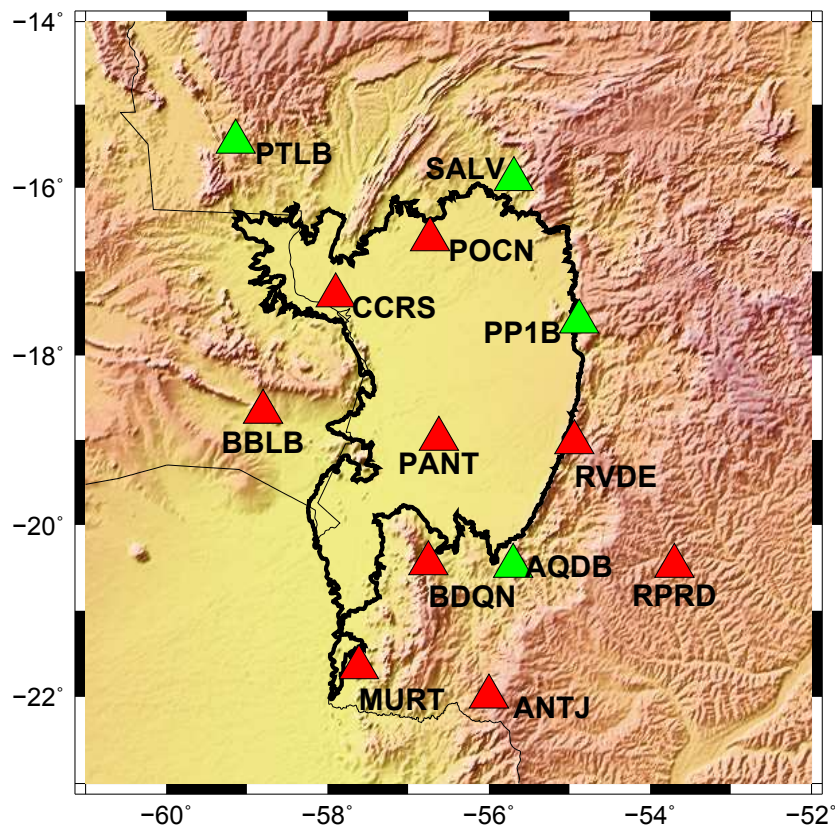 −14˚
PTLB
SALV
−16˚
POCN
CCRS
PP1B
−18˚
BBLB
PANT
RVDE
−20˚
AQDB
BDQN
RPRD
MURT
ANTJ
−22˚
−60˚
−58˚
−56˚
−54˚
−52˚